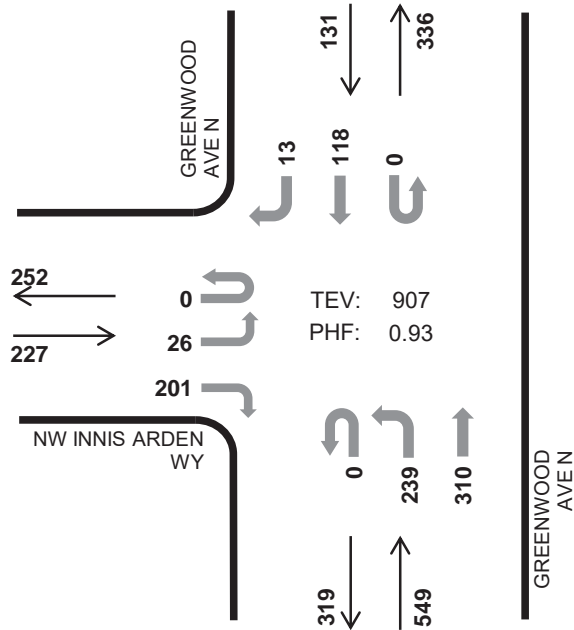 131
336
GREENWOOD
AVE N
13
118
0
252
0
TEV: 907
227
26
PHF: 0.93
201
NW INNIS ARDEN
WY
0
239
310
GREENWOOD
AVE N
319
549